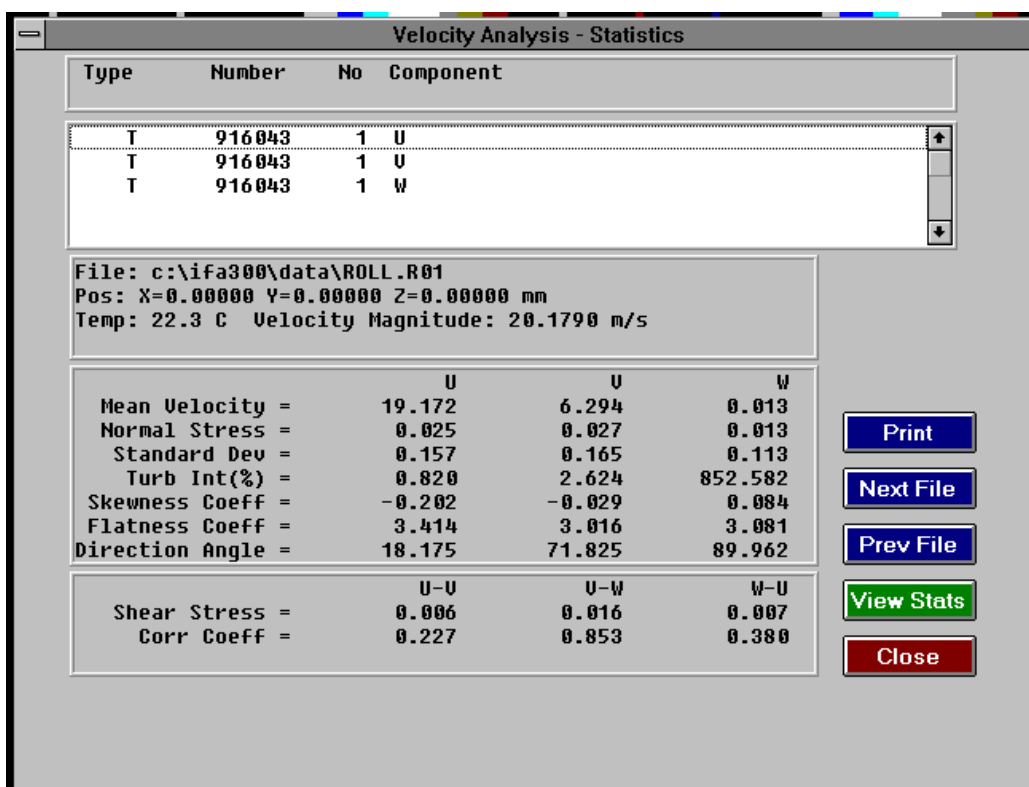 Velocity Analysis - Statistics
Type Number No Component
T 916043 1 U
T 916043 1 V
T 916043 1 W
File: c:\ifa300\data\ROLL.R01
Pos: X=0.00000 Y=0.00000 Z=0.00000 mm
Temp: 22.3 C Velocity Magnitude: 20.1790 m/s
U V W
Mean Velocity = 19.172 6.294 0.013
Normal Stress = 0.025 0.027 0.013
Standard Dev = 0.157 0.165 0.113
Turb Int(%) = 0.820 2.624 852.582
Skewness Coeff = -0.202 -0.029 0.084
Flatness Coeff = 3.414 3.016 3.081
Direction Angle = 18.175 71.825 89.962
U-V V-W W-U
Shear Stress = 0.006 0.016 0.007
Corr Coeff = 0.227 0.853 0.380
Print
Next File
Prev File
View Stats
Close